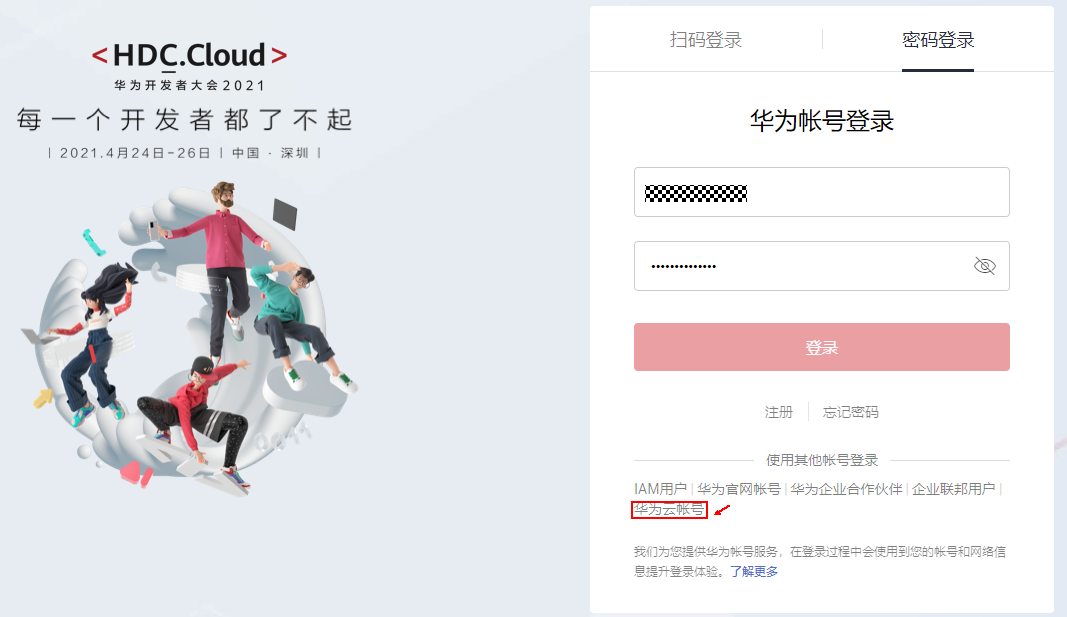 <HDC.Cloud>
华为开发者大会2021
每一个开发者都了不起
| 2021.4月24日-26日 | 中国 · 深圳 |
扫码登录
密码登录
华为帐号登录
登录
注册 | 忘记密码
使用其他帐号登录
IAM用户 | 华为官网帐号 | 华为企业合作伙伴 | 企业联邦用户 |
华为云帐号
我们为您提供华为帐号服务，在登录过程中会使用到您的帐号和网络信
息提升登录体验。了解更多